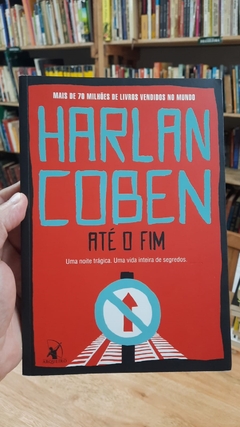 MAIS DE 70 MILHÕES DE LIVROS VENDIDOS NO MUNDO
HARLAN
COBEN
ATÉ O FIM
Uma noite trágica. Uma vida inteira de segredos.